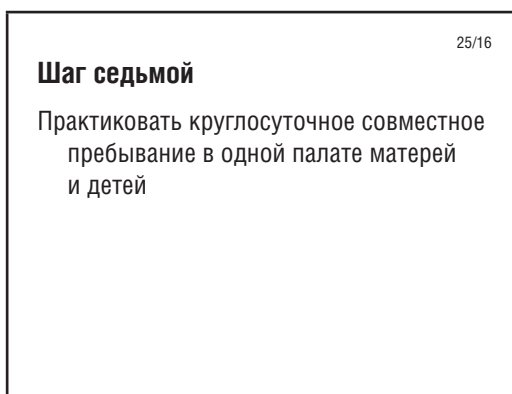 25/16
Шаг седьмой
Практиковать круглосуточное совместное
пребывание в одной палате матерей
и детей